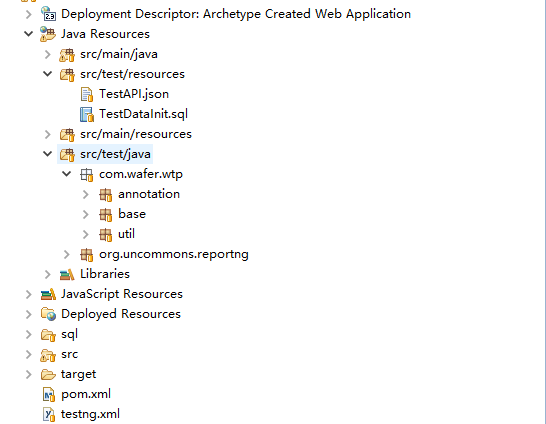 Deployment Descriptor: Archetype Created Web Application
Java Resources
src/main/java
src/test/resources
TestAPI.json
TestDataInit.sql
src/main/resources
src/test/java
com.wafer.wtp
annotation
base
util
org.uncommons.reportng
Libraries
JavaScript Resources
Deployed Resources
sql
src
target
pom.xml
testng.xml